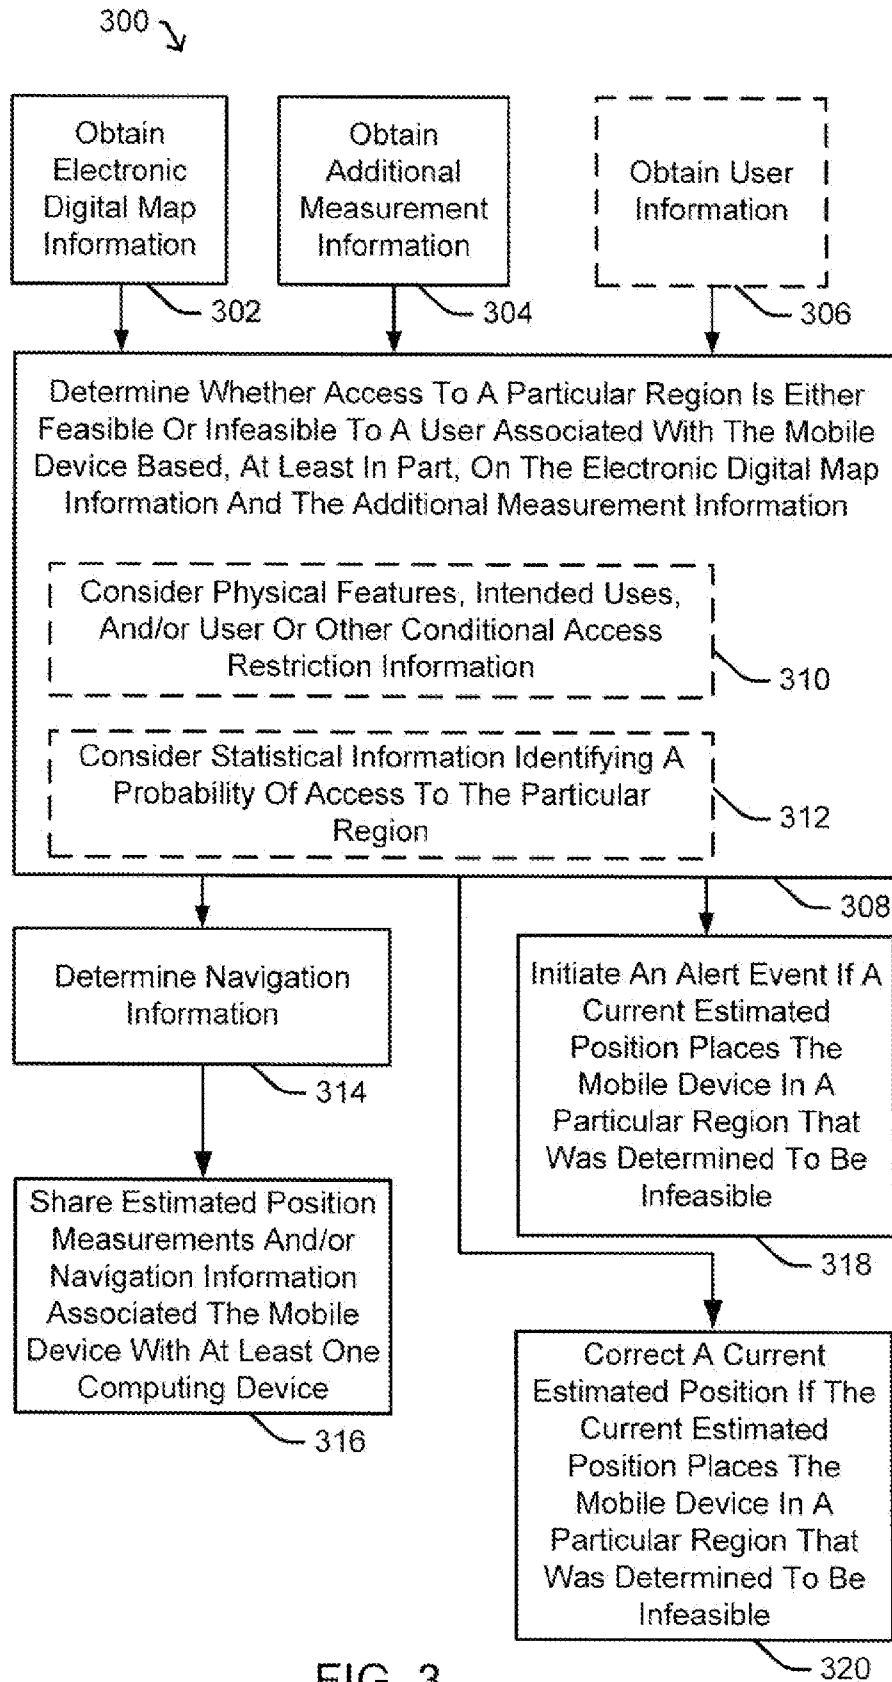 300
Obtain
Electronic
Digital Map
Information
302
Obtain
Additional
Measurement
Information
304
Obtain User
Information
306
Determine Whether Access To A Particular Region Is Either
Feasible Or Infeasible To A User Associated With The Mobile
Device Based, At Least In Part, On The Electronic Digital Map
Information And The Additional Measurement Information
Consider Physical Features, Intended Uses,
And/or User Or Other Conditional Access
Restriction Information
310
Consider Statistical Information Identifying A
Probability Of Access To The Particular
Region
312
308
Determine Navigation
Information
314
Share Estimated Position
Measurements And/or
Navigation Information
Associated The Mobile
Device With At Least One
Computing Device
316
Initiate An Alert Event If A
Current Estimated
Position Places The
Mobile Device In A
Particular Region That
Was Determined To Be
Infeasible
318
Correct A Current
Estimated Position If The
Current Estimated
Position Places The
Mobile Device In A
Particular Region That
Was Determined To Be
Infeasible
320
FIG. 3